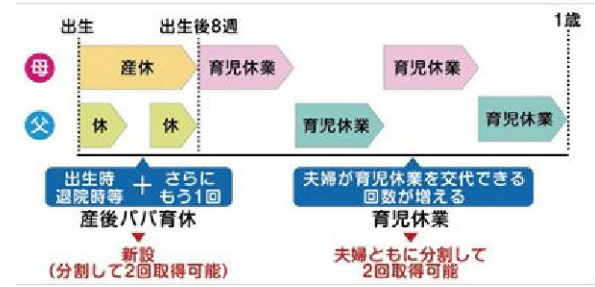 出生
出生後8週
1歳
母
産休
育児休業
育児休業
父
休
休
育児休業
育児休業
出生時
退院時等
+
さらに
もう1回
夫婦が育児休業を交代できる
回数が増える
産後パパ育休
育児休業
新設
(分割して2回取得可能)
夫婦ともに分割して
2回取得可能